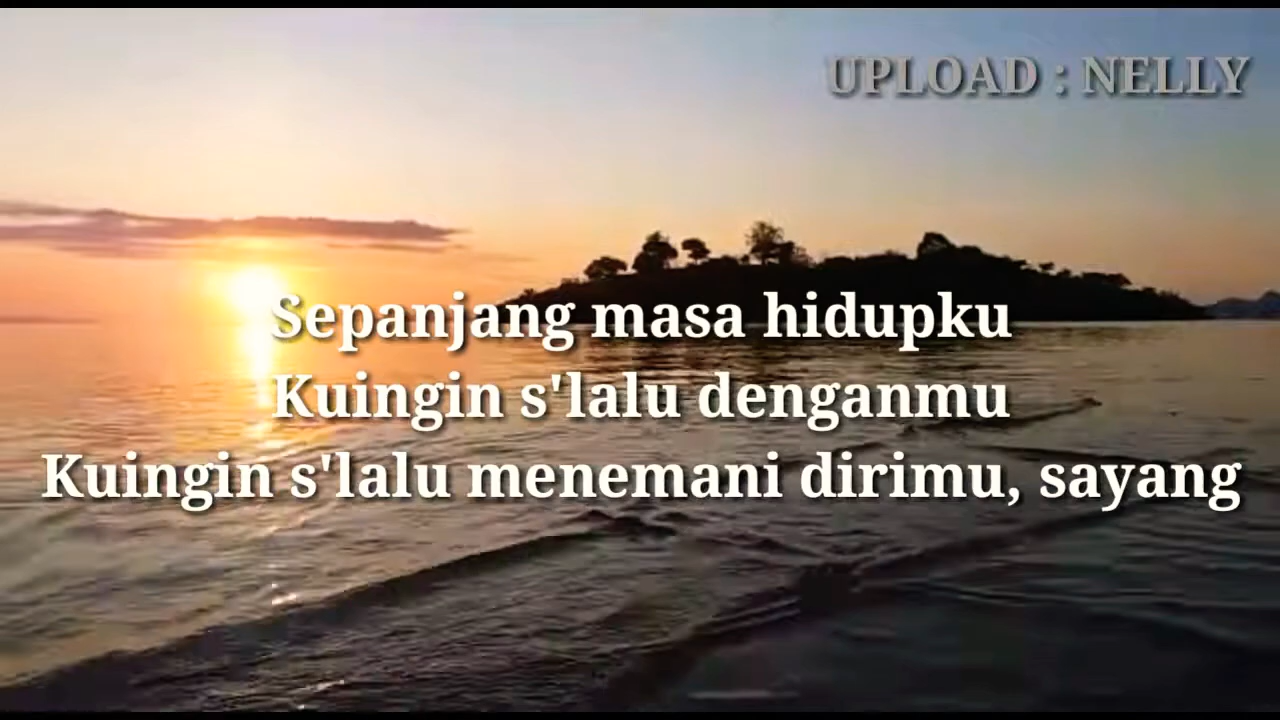 UPLOAD : NELLY
Sepanjang masa hidupku
Kuingin s'lalu denganmu
Kuingin s'lalu menemani dirimu, sayang